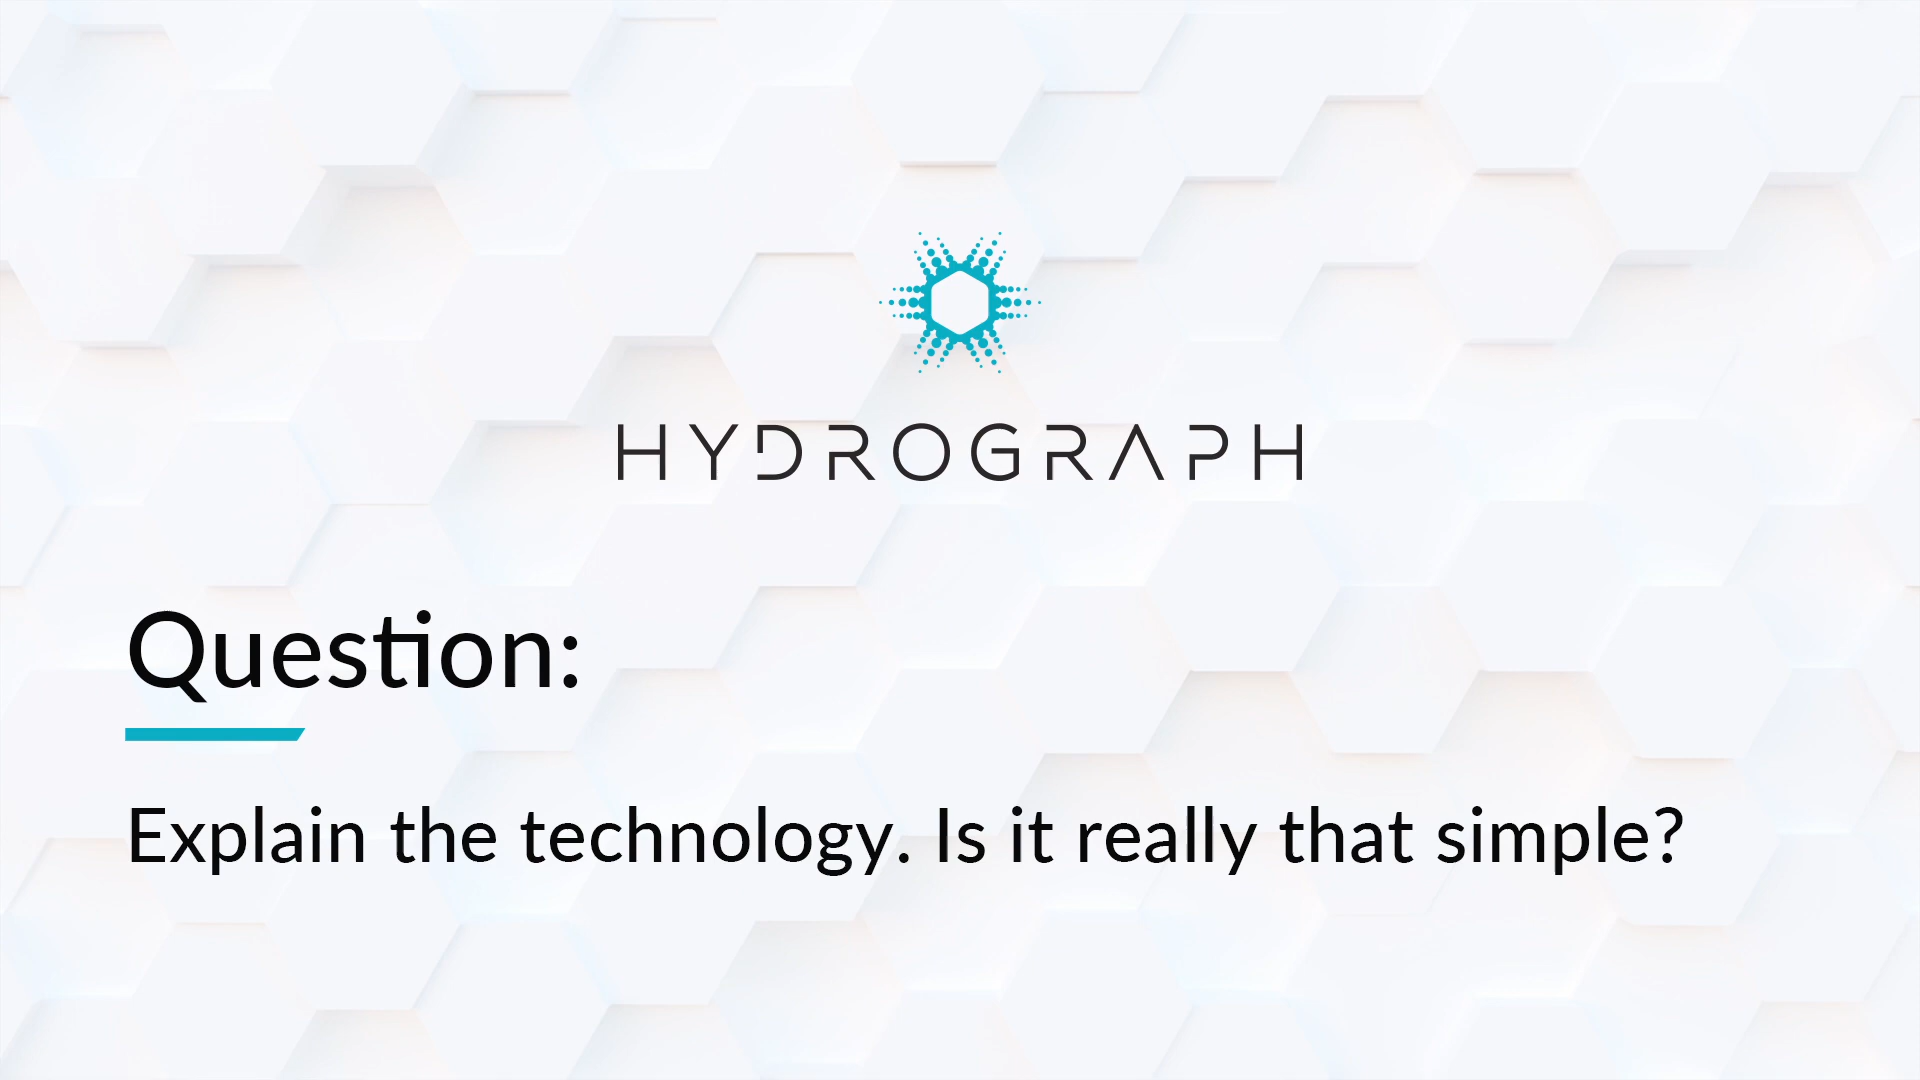 HYDROGRAPH
Question:
Explain the technology. Is it really that simple?